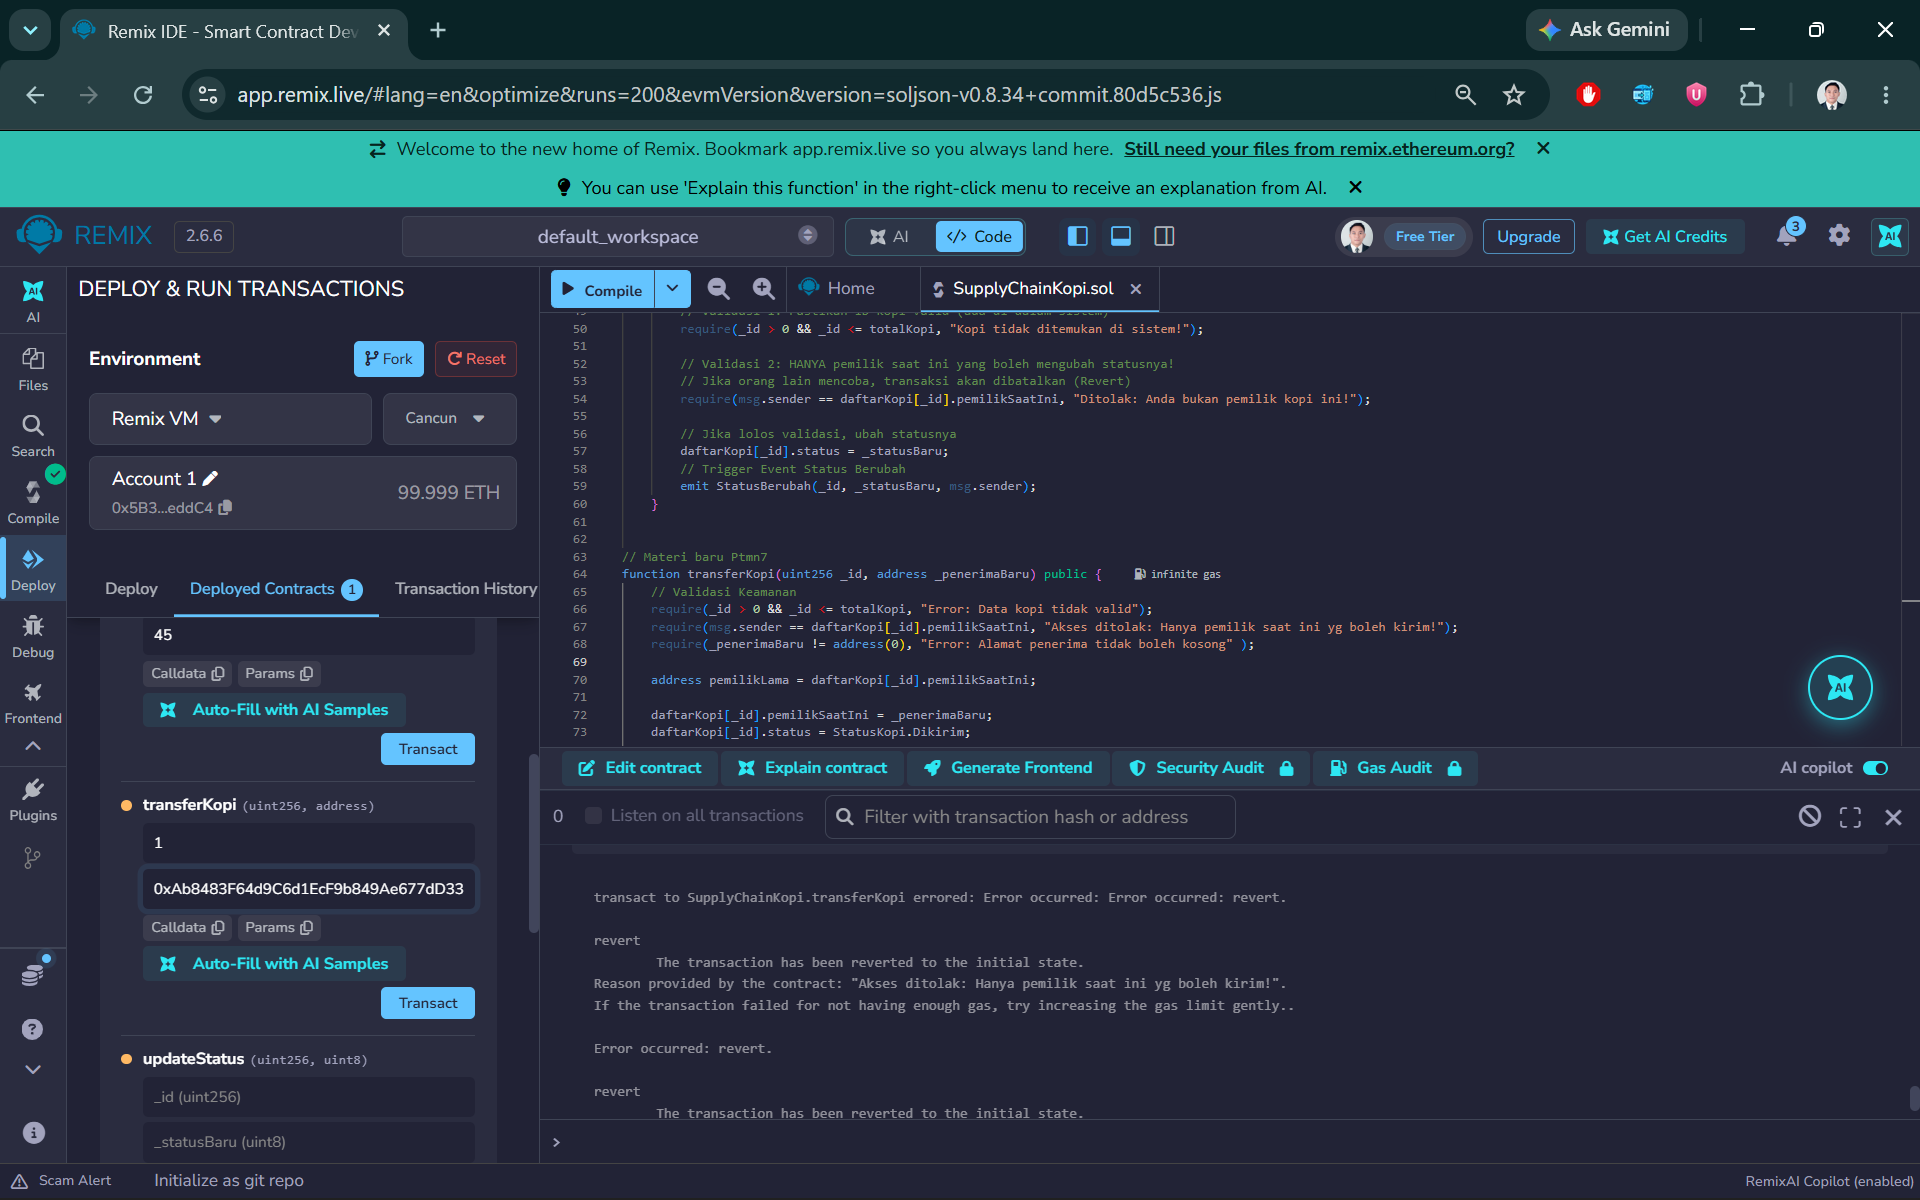 Remix IDE - Smart Contract Dev
Ask Gemini
app.remix.live/#lang=en&optimize&runs=200&evmVersion&version=soljson-v0.8.34+commit.80d5c536.js
Welcome to the new home of Remix. Bookmark app.remix.live so you always land here. Still need your files from remix.ethereum.org?
You can use 'Explain this function' in the right-click menu to receive an explanation from AI.
REMIX
2.6.6
default_workspace
AI
</> Code
Free Tier
Upgrade
Get AI Credits
3
AI
AI
AI
Files
Search
Compile
Deploy
Debug
Frontend
Plugins
DEPLOY & RUN TRANSACTIONS
Environment
Fork
Reset
Remix VM
Cancun
Account 1
0x5B3...eddC4
99.999 ETH
Deploy
Deployed Contracts 1
Transaction History
45
Calldata
Params
Auto-Fill with AI Samples
Transact
transferKopi (uint256, address)
1
0xAb8483F64d9C6d1EcF9b849Ae677dD33
Calldata
Params
Auto-Fill with AI Samples
Transact
updateStatus (uint256, uint8)
_id (uint256)
_statusBaru (uint8)
Compile
Home
SupplyChainKopi.sol
50 require(_id > 0 && _id <= totalKopi, "Kopi tidak ditemukan di sistem!");
51
52 // Validasi 2: HANYA pemilik saat ini yang boleh mengubah statusnya!
53 // Jika orang lain mencoba, transaksi akan dibatalkan (Revert)
54 require(msg.sender == daftarKopi[_id].pemilikSaatIni, "Ditolak: Anda bukan pemilik kopi ini!");
55
56 // Jika lolos validasi, ubah statusnya
57 daftarKopi[_id].status = _statusBaru;
58 // Trigger Event Status Berubah
59 emit StatusBerubah(_id, _statusBaru, msg.sender);
60 }
61
62
63 // Materi baru Ptmn7
64 function transferKopi(uint256 _id, address _penerimaBaru) public { infinite gas
65 // Validasi Keamanan
66 require(_id > 0 && _id <= totalKopi, "Error: Data kopi tidak valid");
67 require(msg.sender == daftarKopi[_id].pemilikSaatIni, "Akses ditolak: Hanya pemilik saat ini yg boleh kirim!");
68 require(_penerimaBaru != address(0), "Error: Alamat penerima tidak boleh kosong" );
69
70 address pemilikLama = daftarKopi[_id].pemilikSaatIni;
71
72 daftarKopi[_id].pemilikSaatIni = _penerimaBaru;
73 daftarKopi[_id].status = StatusKopi.Dikirim;
AI
Edit contract
Explain contract
Generate Frontend
Security Audit
Gas Audit
AI copilot
0
Listen on all transactions
Filter with transaction hash or address
transact to SupplyChainKopi.transferKopi errored: Error occurred: Error occurred: revert.
revert
The transaction has been reverted to the initial state.
Reason provided by the contract: "Akses ditolak: Hanya pemilik saat ini yg boleh kirim!".
If the transaction failed for not having enough gas, try increasing the gas limit gently..
Error occurred: revert.
revert
The transaction has been reverted to the initial state.
>
Scam Alert
Initialize as git repo
RemixAI Copilot (enabled)